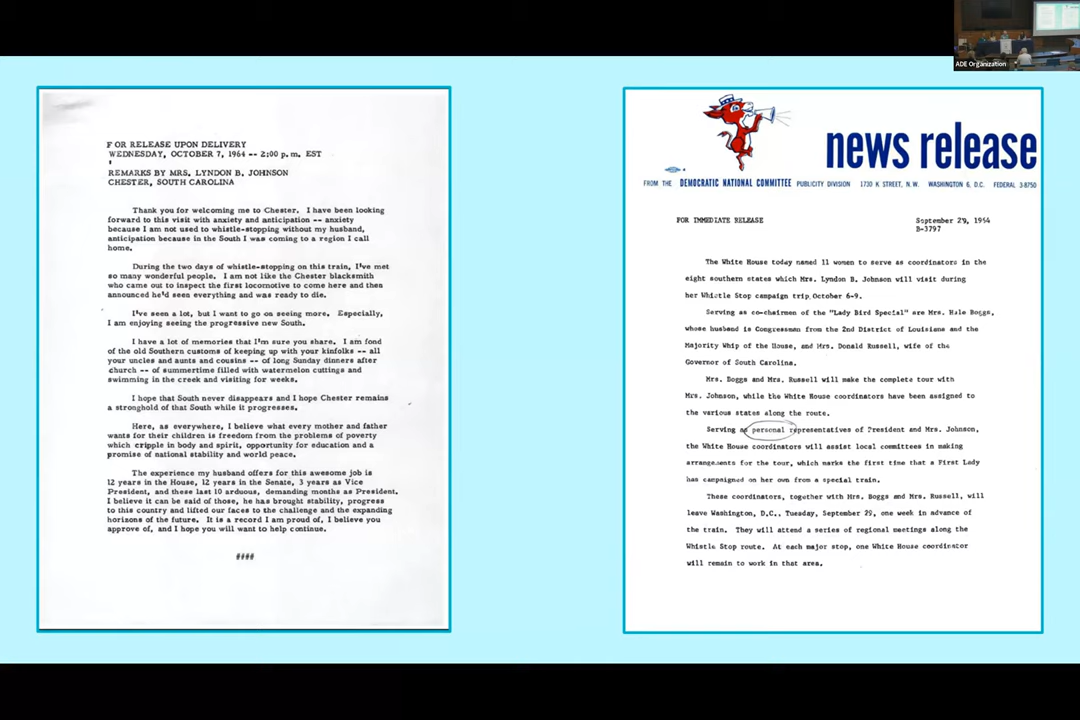 ADE Organization
F OR RELEASE UPON DELIVERY
WEDNESDAY, OCTOBER 7, 1964 -- 2:00 p.m. EST
REMARKS BY MRS. LYNDON B. JOHNSON
CHESTER, SOUTH CAROLINA
Thank you for welcoming me to Chester. I have been looking
forward to this visit with anxiety and anticipation -- anxiety
because I am not used to whistle-stopping without my husband,
anticipation because in the South I was coming to a region I call
home.
During the two days of whistle-stopping on this train, I've met
so many wonderful people. I am not like the Chester blacksmith
who came out to inspect the first locomotive to come here and then
announced he'd seen everything and was ready to die.
I've seen a lot, but I want to go on seeing more. Especially,
I am enjoying seeing the progressive new South.
I have a lot of memories that I'm sure you share. I am fond
of the old Southern customs of keeping up with your kinfolks -- all
your uncles and aunts and cousins -- of long Sunday dinners after
church -- of summertime filled with watermelon cuttings and
swimming in the creek and visiting for weeks.
I hope that South never disappears and I hope Chester remains
a stronghold of that South while it progresses.
Here, as everywhere, I believe what every mother and father
wants for their children is freedom from the problems of poverty
which cripple in body and spirit, opportunity for education and a
promise of national stability and world peace.
The experience my husband offers for this awesome job is
12 years in the House, 12 years in the Senate, 3 years as Vice
President, and these last 10 arduous, demanding months as President.
I believe it can be said of those, he has brought stability, progress
to this country and lifted our faces to the challenge and the expanding
horizons of the future. It is a record I am proud of, I believe you
approve of, and I hope you will want to help continue.
####
news release
FROM THE DEMOCRATIC NATIONAL COMMITTEE PUBLICITY DIVISION 1730 K STREET, N.W. WASHINGTON 6, D.C. FEDERAL 3-8750
FOR IMMEDIATE RELEASE September 29, 1964
B-3797
The White House today named 11 women to serve as coordinators in the
eight southern states which Mrs. Lyndon B. Johnson will visit during
her Whistle Stop campaign trip October 6-9.
Serving as co-chairmen of the "Lady Bird Special" are Mrs. Hale Boggs,
whose husband is Congressman from the 2nd District of Louisiana and the
Majority Whip of the House, and Mrs. Donald Russell, wife of the
Governor of South Carolina.
Mrs. Boggs and Mrs. Russell will make the complete tour with
Mrs. Johnson, while the White House coordinators have been assigned to
the various states along the route.
Serving as personal representatives of President and Mrs. Johnson,
the White House coordinators will assist local committees in making
arrangements for the tour, which marks the first time that a First Lady
has campaigned on her own from a special train.
These coordinators, together with Mrs. Boggs and Mrs. Russell, will
leave Washington, D.C., Tuesday, September 29, one week in advance of
the train. They will attend a series of regional meetings along the
Whistle Stop route. At each major stop, one White House coordinator
will remain to work in that area.